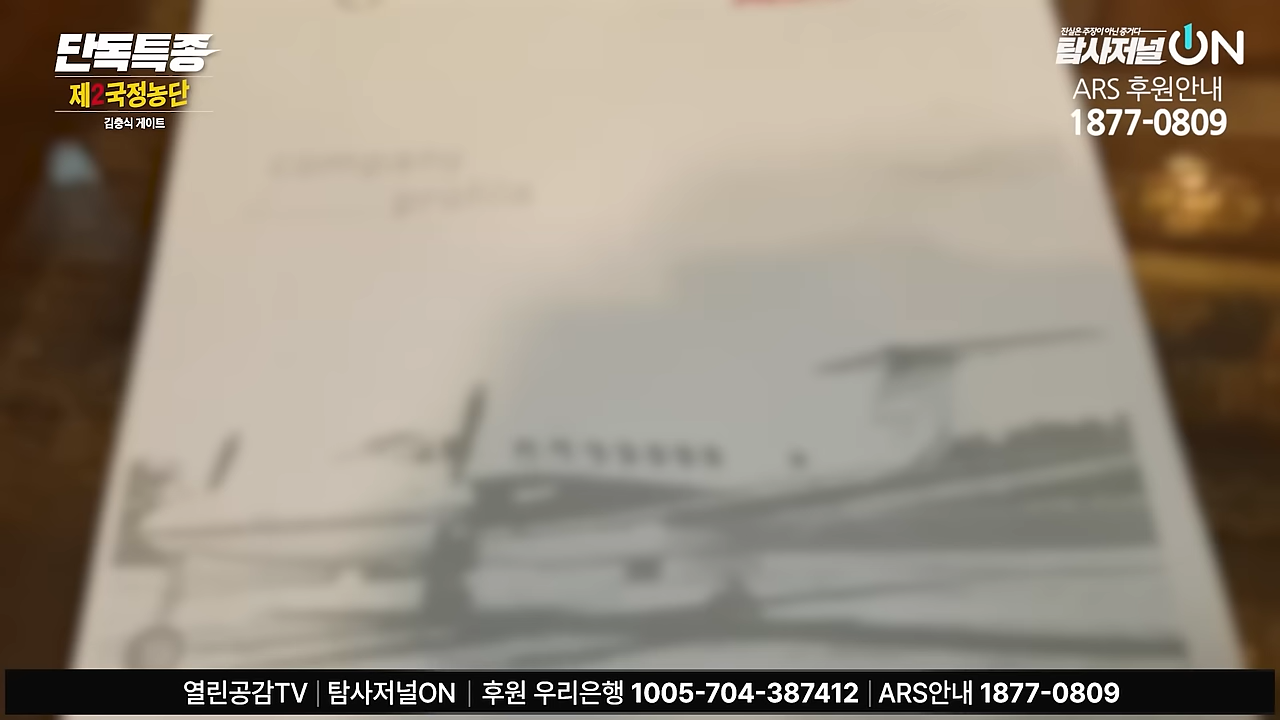 단독특종
제2국정농단
김충식 게이트
진실은 주장이 아닌 증거다
탐사저널ON
ARS 후원안내
1877-0809
company
profile
열린공감TV | 탐사저널ON | 후원 우리은행 1005-704-387412 | ARS안내 1877-0809